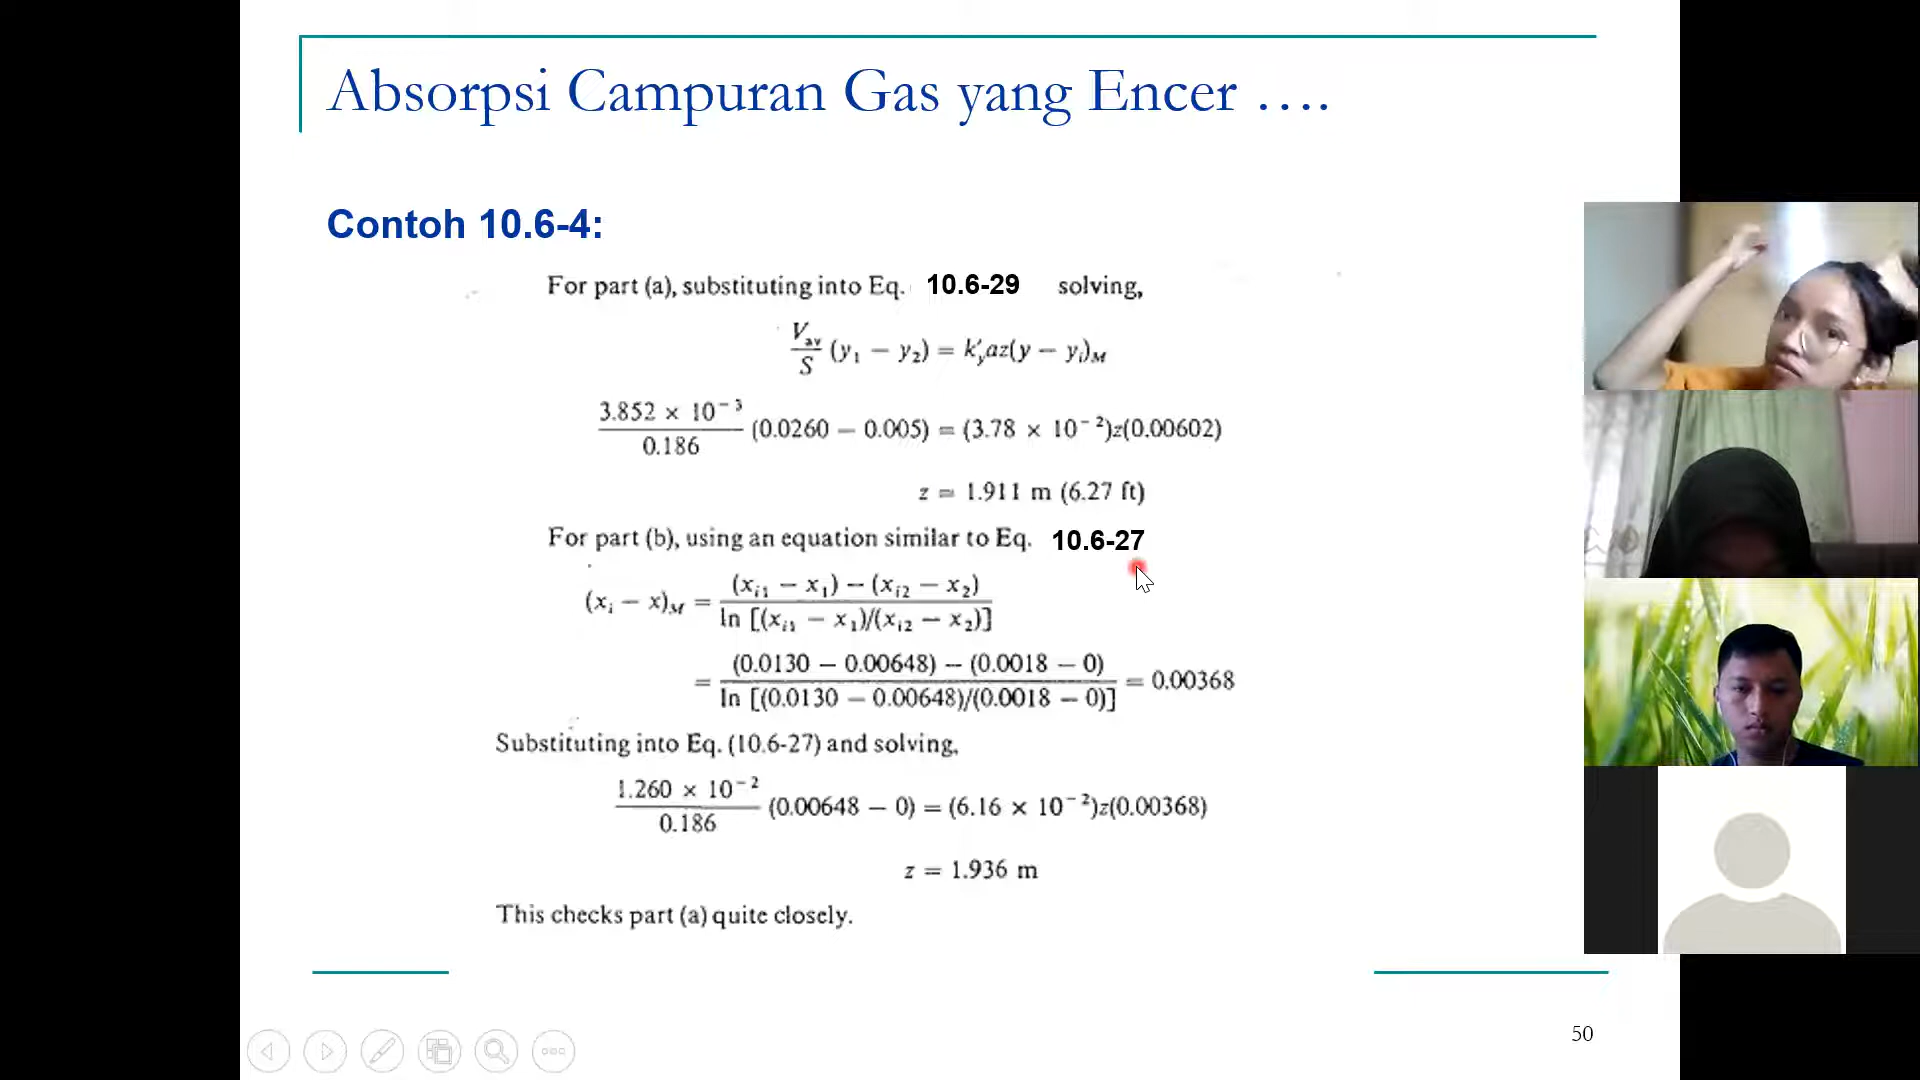 Absorpsi Campuran Gas yang Encer ....
Contoh 10.6-4:
For part (a), substituting into Eq. 10.6-29 solving,
V_av/S (y₁ − y₂) = k′_y az(y − y_i)_M
3.852 × 10⁻³/0.186 (0.0260 − 0.005) = (3.78 × 10⁻²)z(0.00602)
z = 1.911 m (6.27 ft)
For part (b), using an equation similar to Eq. 10.6-27
(x_i − x)_M = (x_i1 − x₁) − (x_i2 − x₂) / ln [(x_i1 − x₁)/(x_i2 − x₂)]
= (0.0130 − 0.00648) − (0.0018 − 0) / ln [(0.0130 − 0.00648)/(0.0018 − 0)] = 0.00368
Substituting into Eq. (10.6-27) and solving,
1.260 × 10⁻²/0.186 (0.00648 − 0) = (6.16 × 10⁻²)z(0.00368)
z = 1.936 m
This checks part (a) quite closely.
50